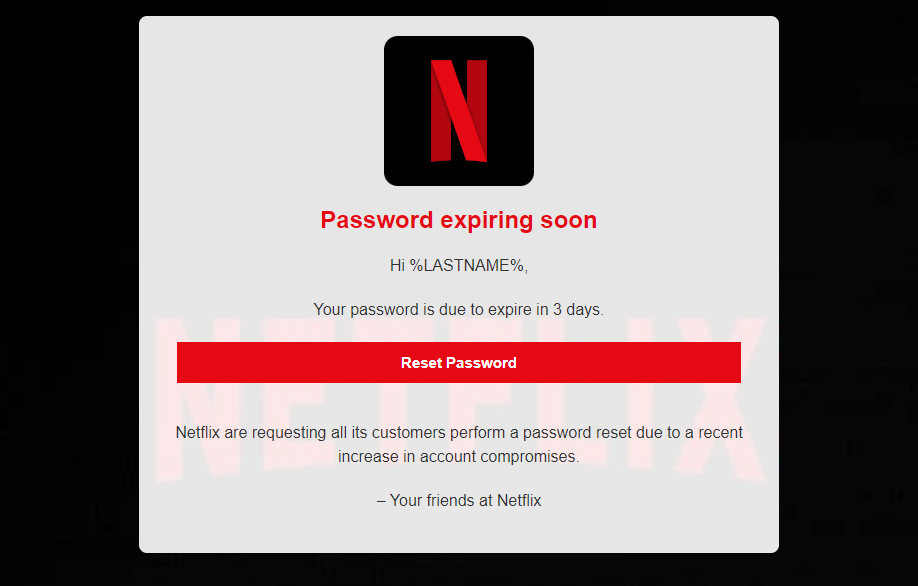 N
Password expiring soon
Hi %LASTNAME%,
Your password is due to expire in 3 days.
NETFLIX
Reset Password
Netflix are requesting all its customers perform a password reset due to a recent
increase in account compromises.
– Your friends at Netflix